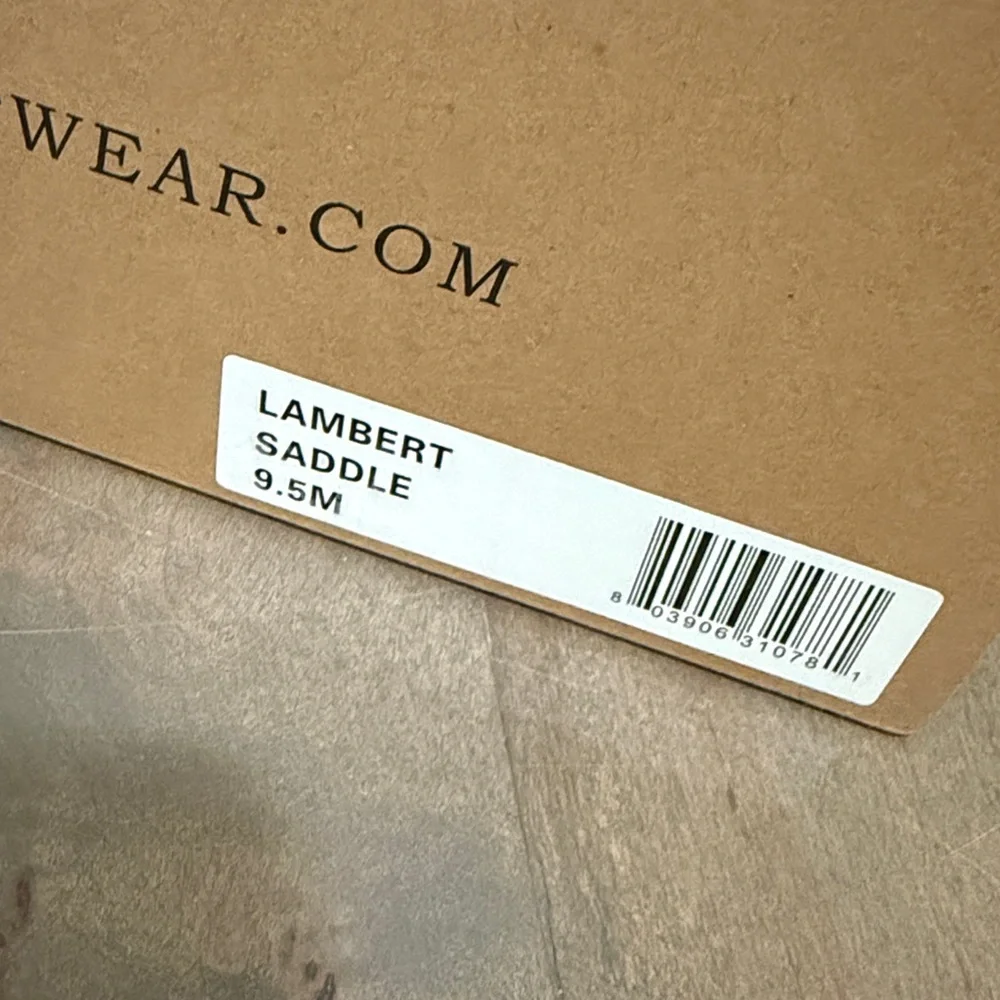 WEAR.COM
LAMBERT
SADDLE
9.5M
8 03906 31078 1